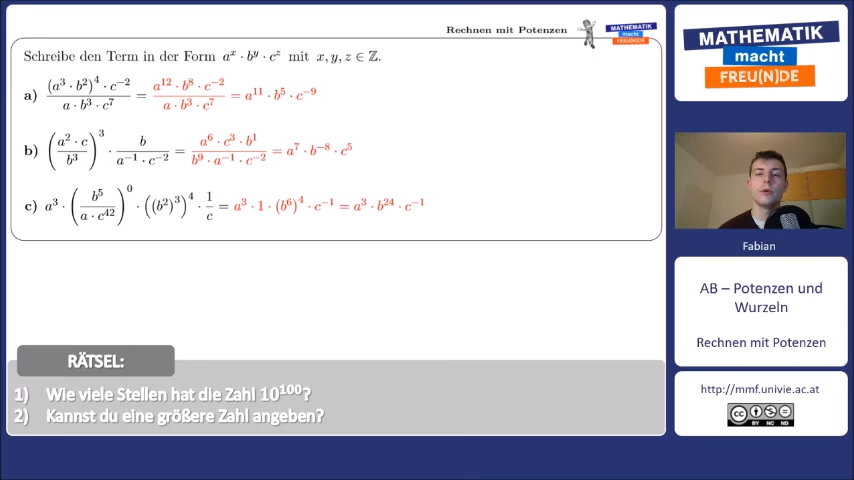 Rechnen mit Potenzen
MATHEMATIK
macht
FREU(N)DE
Schreibe den Term in der Form a^x · b^y · c^z mit x, y, z ∈ ℤ.
a) ((a^3 · b^2)^4 · c^−2)/(a · b^3 · c^7) = (a^12 · b^8 · c^−2)/(a · b^3 · c^7) = a^11 · b^5 · c^−9
b) ((a^2 · c)/(b^3))^3 · b/(a^−1 · c^−2) = (a^6 · c^3 · b^1)/(b^9 · a^−1 · c^−2) = a^7 · b^−8 · c^5
c) a^3 · (b^5/(a · c^42))^0 · ((b^2)^3)^4 · 1/c = a^3 · 1 · (b^6)^4 · c^−1 = a^3 · b^24 · c^−1
RÄTSEL:
1) Wie viele Stellen hat die Zahl 10^100?
2) Kannst du eine größere Zahl angeben?
MATHEMATIK
macht
FREU(N)DE
Fabian
AB – Potenzen und
Wurzeln
Rechnen mit Potenzen
http://mmf.univie.ac.at
cc
BY NC ND